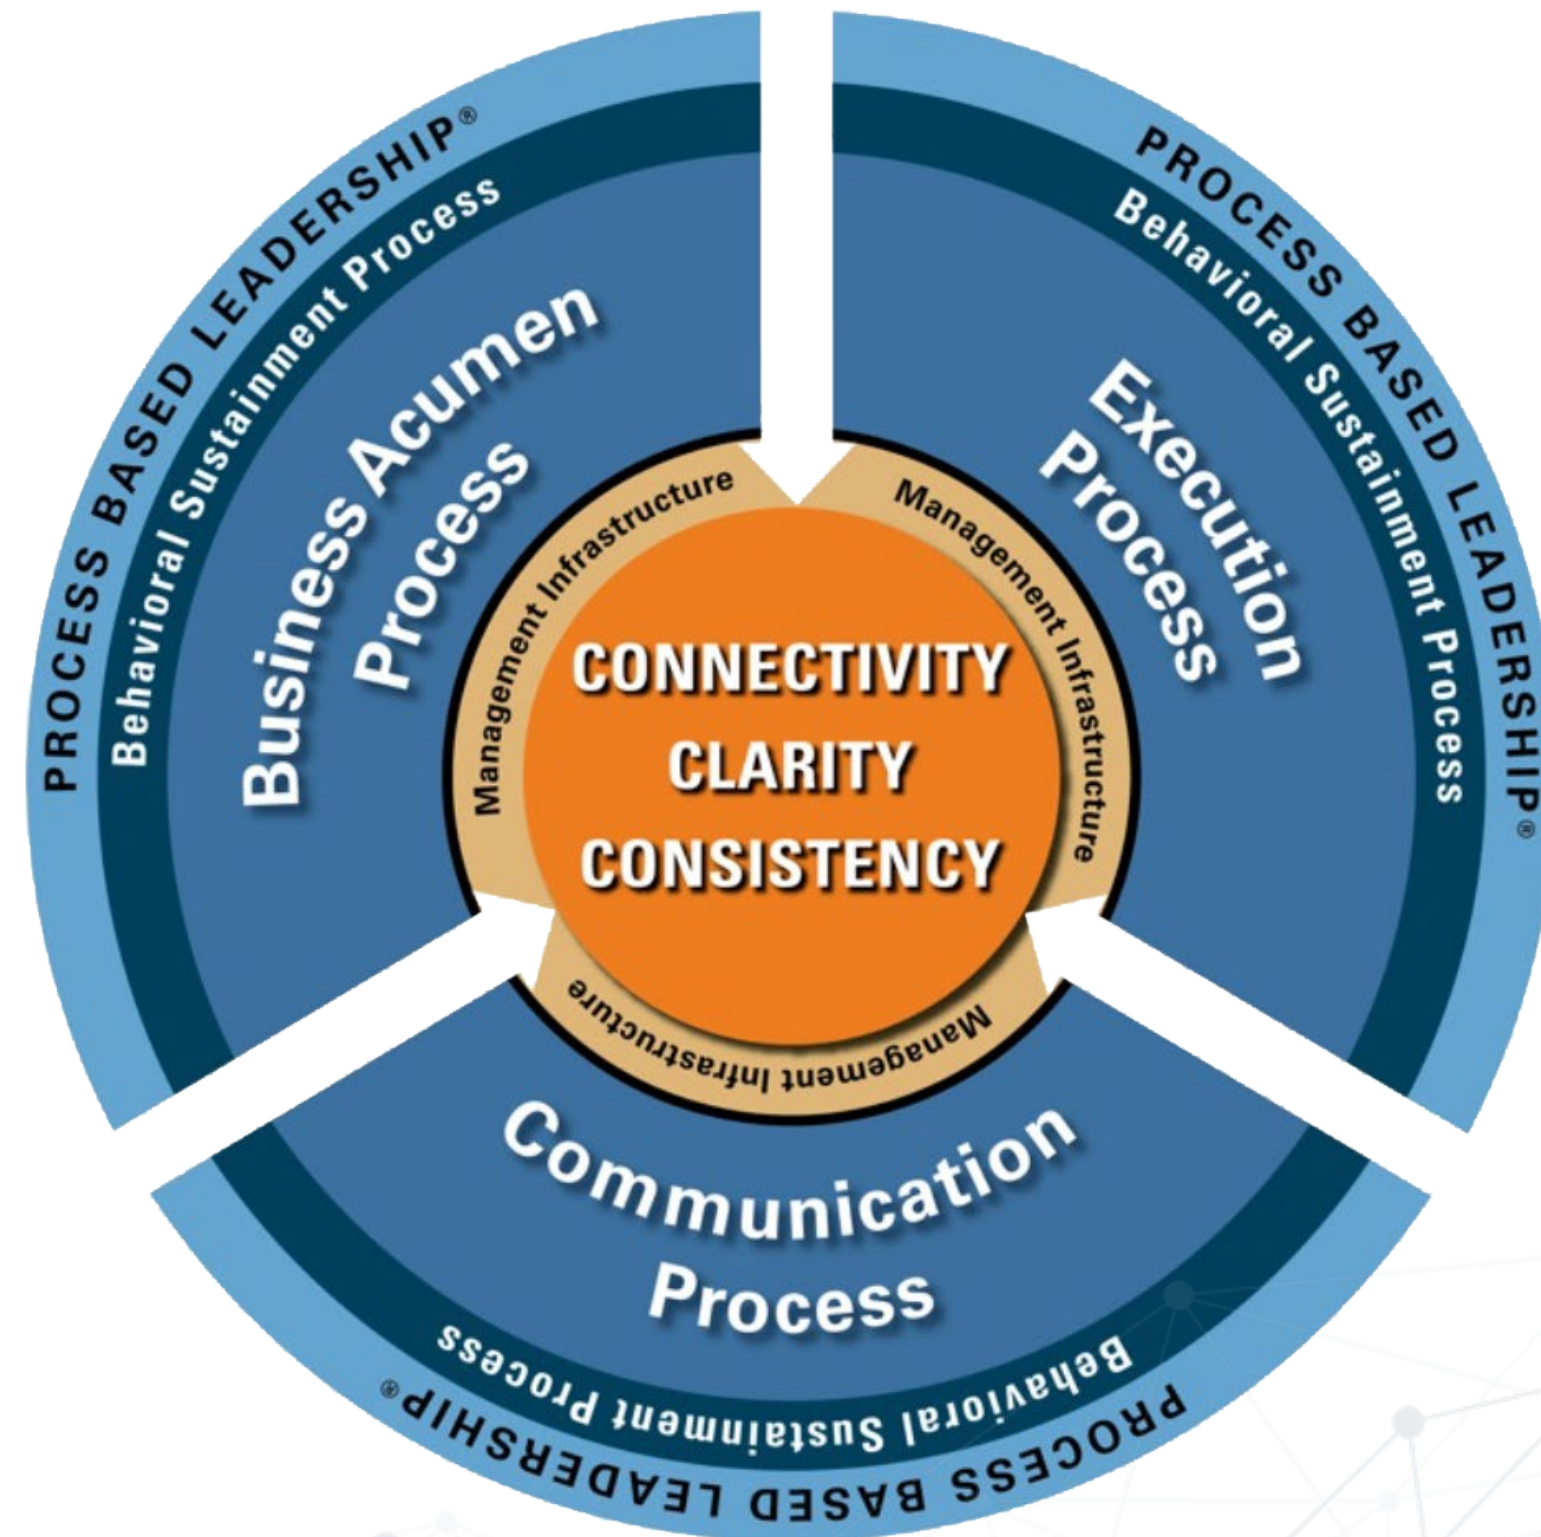 PROCESS BASED LEADERSHIP®
Behavioral Sustainment Process
Business Acumen
Process
Management Infrastructure
PROCESS BASED LEADERSHIP®
Behavioral Sustainment Process
Execution
Process
Management Infrastructure
CONNECTIVITY
CLARITY
CONSISTENCY
Management Infrastructure
Communication
Process
Behavioral Sustainment Process
PROCESS BASED LEADERSHIP®